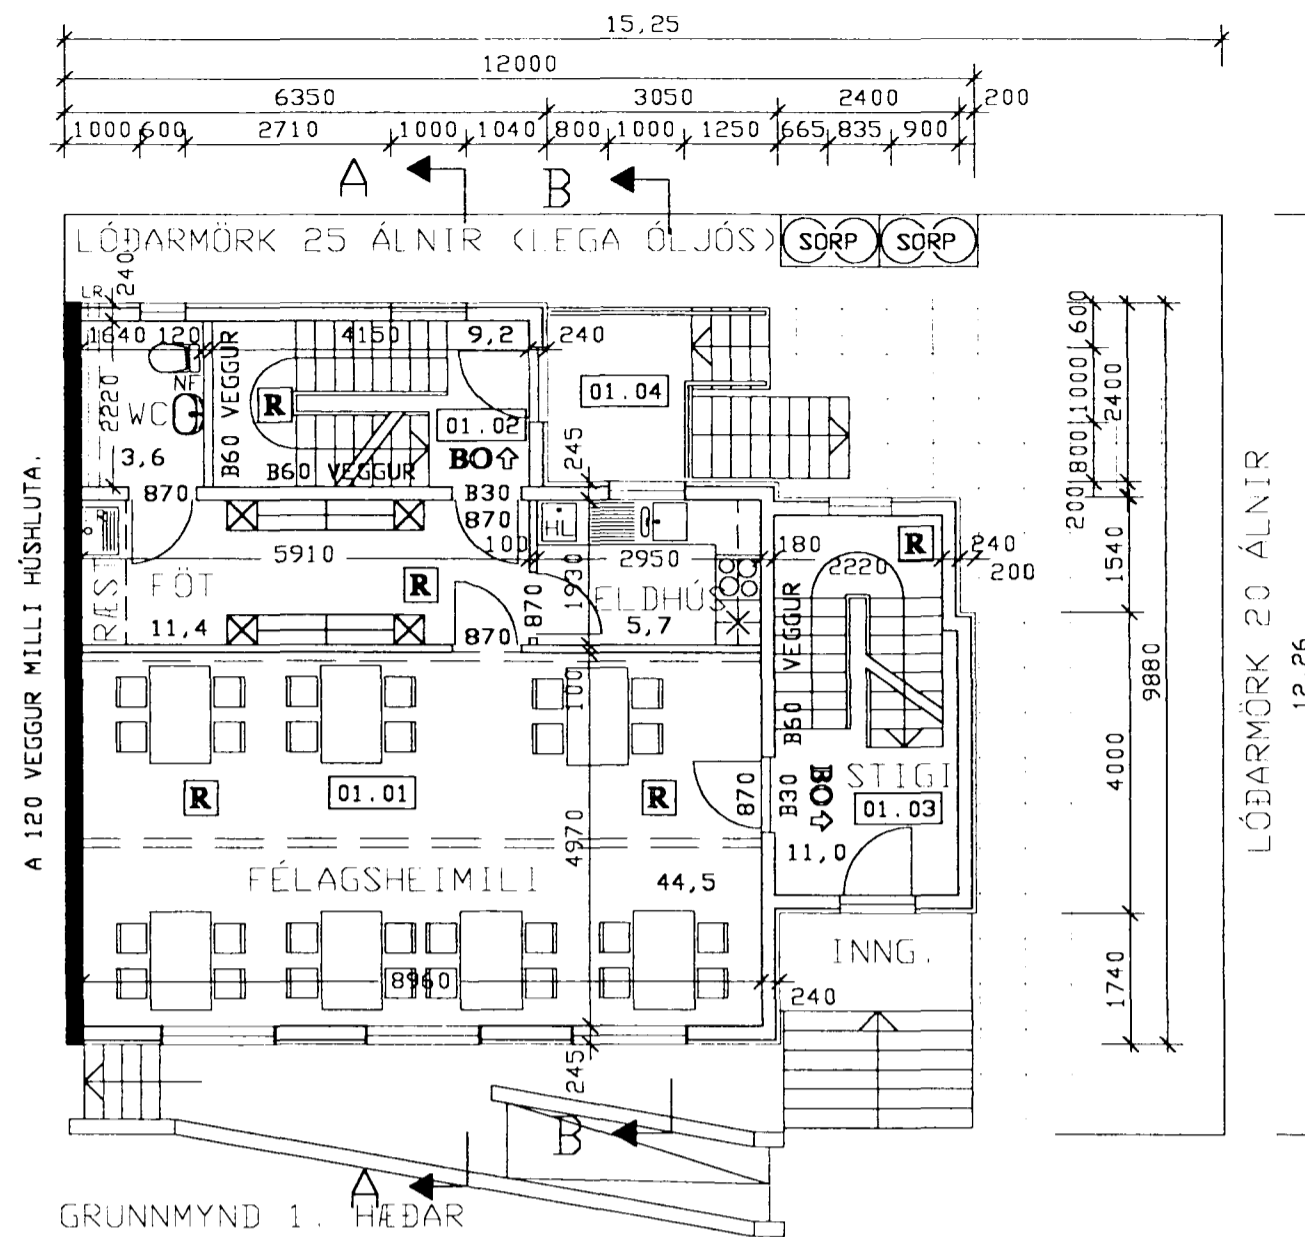 15,25
12000
6350 3050 2400 200
1000 600 2710 1000 1040 800 1000 1250 665 835 900
A B
LÓÐARMÖRK 25 ÁLNIR (LEGA ÓLJÓS) SORP SORP
240
LR
1640 120 4150 9,2 240
NF
2220
WC
3,6
B60 VEGGUR
R
01.02
BO
B60 VEGGUR
01.04
245
600
1000
800
200
2400
870 B30
870
HL
R
5910 100 2950 180 2220 240
200
R
1540
RÆST
FÖT
11,4
R
870
870
1930
ELDHÚS
5,7
B60 VEGGUR
100
9880
4000
1740
LÓÐARMÖRK 20 ÁLNIR
12,26
A 120 VEGGUR MILLI HÚSHLUTA.
R
01.01
R
870
B30
BO
STIGI
01.03
11,0
4970
FÉLAGSHEIMILI 44,5
INNG.
8960
240
245
B
A
GRUNNMYND 1. HÆÐAR